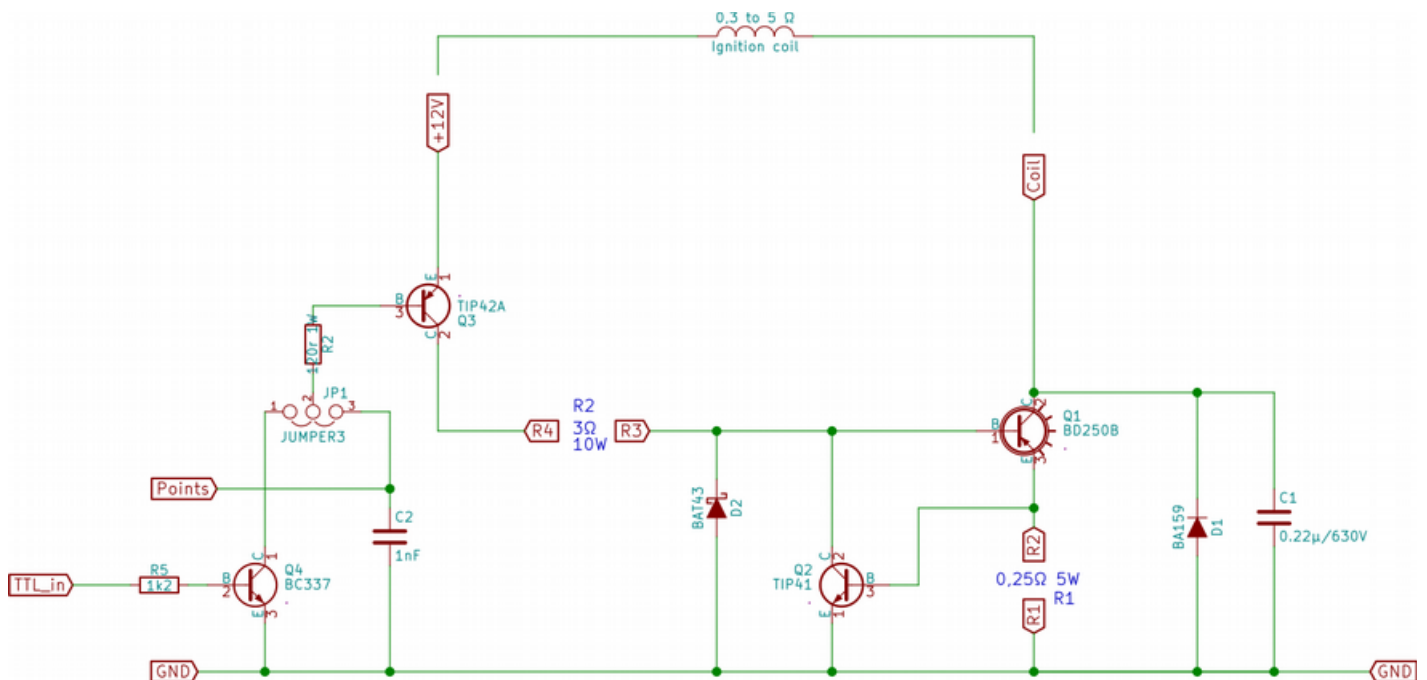 0,3 to 5 Ω
Ignition coil
+12V
Coil
E
1
B
3
TIP42A
Q3
C
2
120r 1W
R2
JP1
1
2
3
JUMPER3
R4
R2
3Ω
10W
R3
C
2
B
1
Q1
BD250B
E
3
Points
BAT43
D2
C2
1nF
R2
BA159
D1
C1
0.22µ/630V
TTL_in
R5
1k2
C
1
B
2
Q4
BC337
E
3
C
2
Q2
TIP41
B
3
E
1
0,25Ω 5W
R1
R1
GND
GND